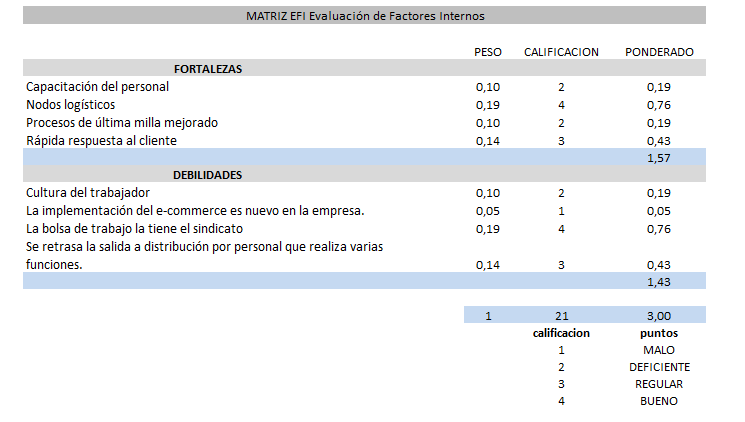 MATRIZ EFI Evaluación de Factores Internos
PESO CALIFICACION PONDERADO
FORTALEZAS
Capacitación del personal 0,10 2 0,19
Nodos logísticos 0,19 4 0,76
Procesos de última milla mejorado 0,10 2 0,19
Rápida respuesta al cliente 0,14 3 0,43
1,57
DEBILIDADES
Cultura del trabajador 0,10 2 0,19
La implementación del e-commerce es nuevo en la empresa. 0,05 1 0,05
La bolsa de trabajo la tiene el sindicato 0,19 4 0,76
Se retrasa la salida a distribución por personal que realiza varias
funciones. 0,14 3 0,43
1,43
1 21 3,00
calificacion puntos
1 MALO
2 DEFICIENTE
3 REGULAR
4 BUENO